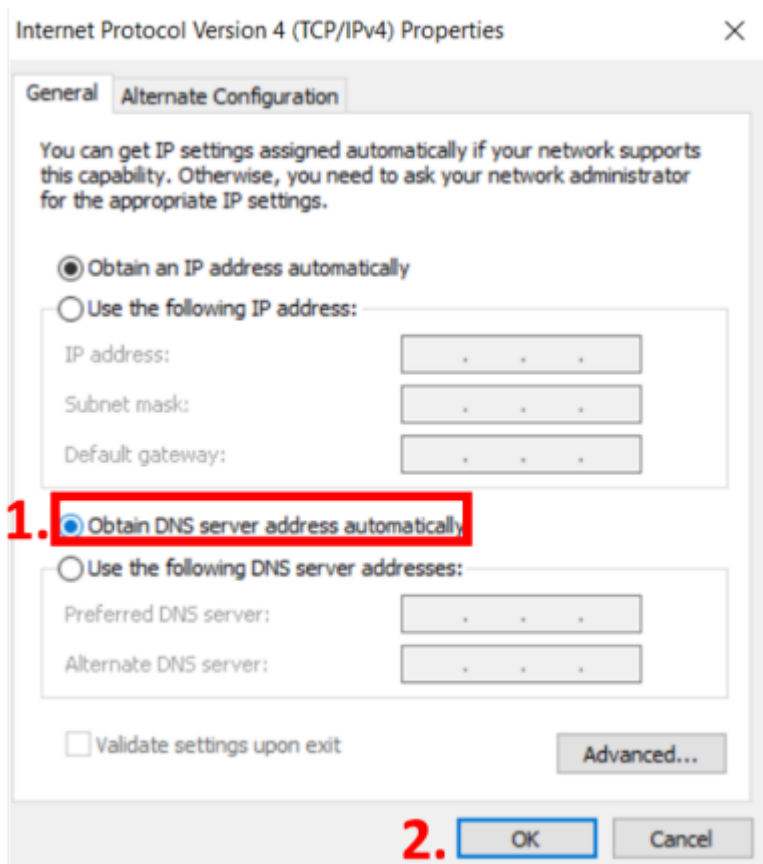 Internet Protocol Version 4 (TCP/IPv4) Properties
General
Alternate Configuration
You can get IP settings assigned automatically if your network supports
this capability. Otherwise, you need to ask your network administrator
for the appropriate IP settings.
Obtain an IP address automatically
Use the following IP address:
IP address:
Subnet mask:
Default gateway:
1.
Obtain DNS server address automatically
Use the following DNS server addresses:
Preferred DNS server:
Alternate DNS server:
Validate settings upon exit
Advanced...
2.
OK
Cancel